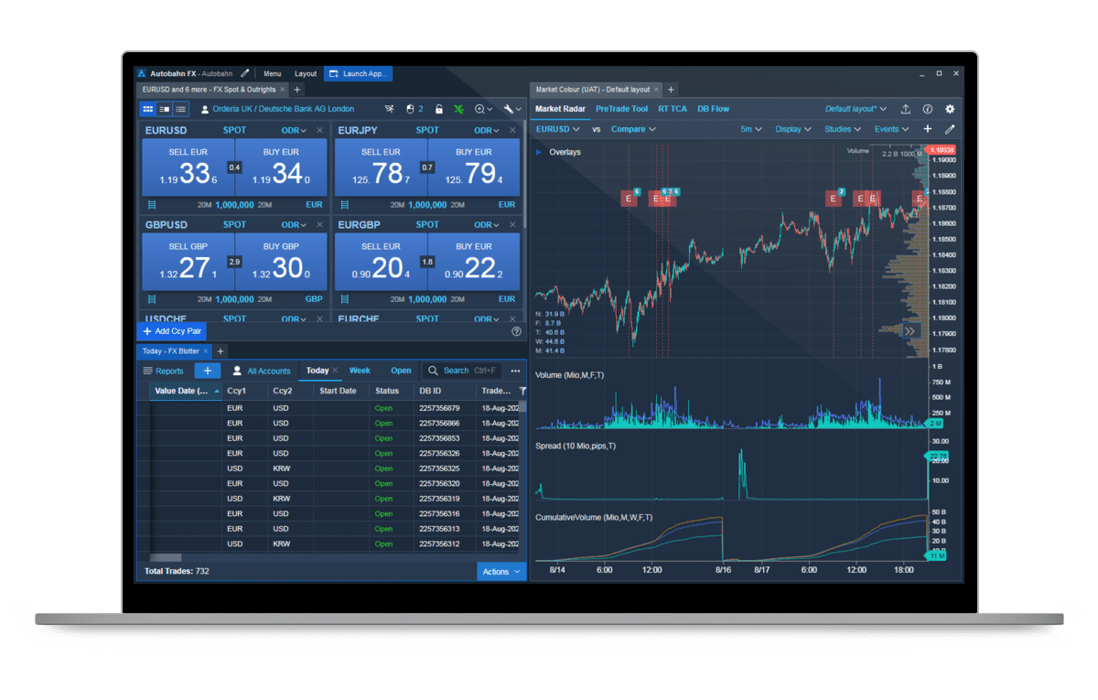 Autobahn FX - Autobahn Menu Layout Launch App...
EURUSD and 6 more - FX Spot & Outrights × +
Orderia UK / Deutsche Bank AG London 2
EURUSD SPOT ODR ×
SELL EUR BUY EUR
1.19 33 6 0.4 1.19 34 0
20M 1,000,000 20M EUR
EURJPY SPOT ODR ×
SELL EUR BUY EUR
125. 78 7 0.7 125. 79 4
20M 1,000,000 20M EUR
GBPUSD SPOT ODR ×
SELL GBP BUY GBP
1.32 27 1 2.9 1.32 30 0
20M 1,000,000 20M GBP
EURGBP SPOT ODR ×
SELL EUR BUY EUR
0.90 20 4 1.8 0.90 22 2
20M 1,000,000 20M EUR
USDCHF SPOT ODR ×
EURCHF SPOT ODR ×
+ Add Ccy Pair
Today - FX Blotter × +
Reports + All Accounts Today × Week Open Search Ctrl+F ...
Value Date (... Ccy1 Ccy2 Start Date Status DB ID Trade...
EUR USD Open 2257356879 18-Aug-202
EUR USD Open 2257356866 18-Aug-202
EUR USD Open 2257356853 18-Aug-202
EUR USD Open 2257356326 18-Aug-202
USD KRW Open 2257356325 18-Aug-202
EUR USD Open 2257356320 18-Aug-202
USD KRW Open 2257356319 18-Aug-202
EUR USD Open 2257356316 18-Aug-202
EUR USD Open 2257356313 18-Aug-202
USD KRW Open 2257356312 18-Aug-202
Total Trades: 732
Actions
Market Colour (UAT) - Default layout × +
Market Radar PreTrade Tool RT TCA DB Flow Default layout*
EURUSD vs Compare 5m Display Studies Events +
Overlays
Volume 2.2 B 1000 M
1.18936
1.19000
1.18800
1.18700
1.18600
1.18500
1.18400
1.18300
1.18200
1.18100
1.18000
1.17900
1.17800
E 6 E E E 2 E E E
N: 31.9 B
F: 8.7 B
T: 40.6 B
W: 44.6 B
M: 41.4 B
Volume (Mio,M,F,T)
1 B
750 M
500 M
250 M
2 M
Spread (10 Mio,pips,T)
30.00
20.00
10.00
CumulativeVolume (Mio,M,W,F,T)
50 B
40 B
30 B
20 B
11 M
8/14 6:00 12:00 8/16 8/17 6:00 12:00 18:00